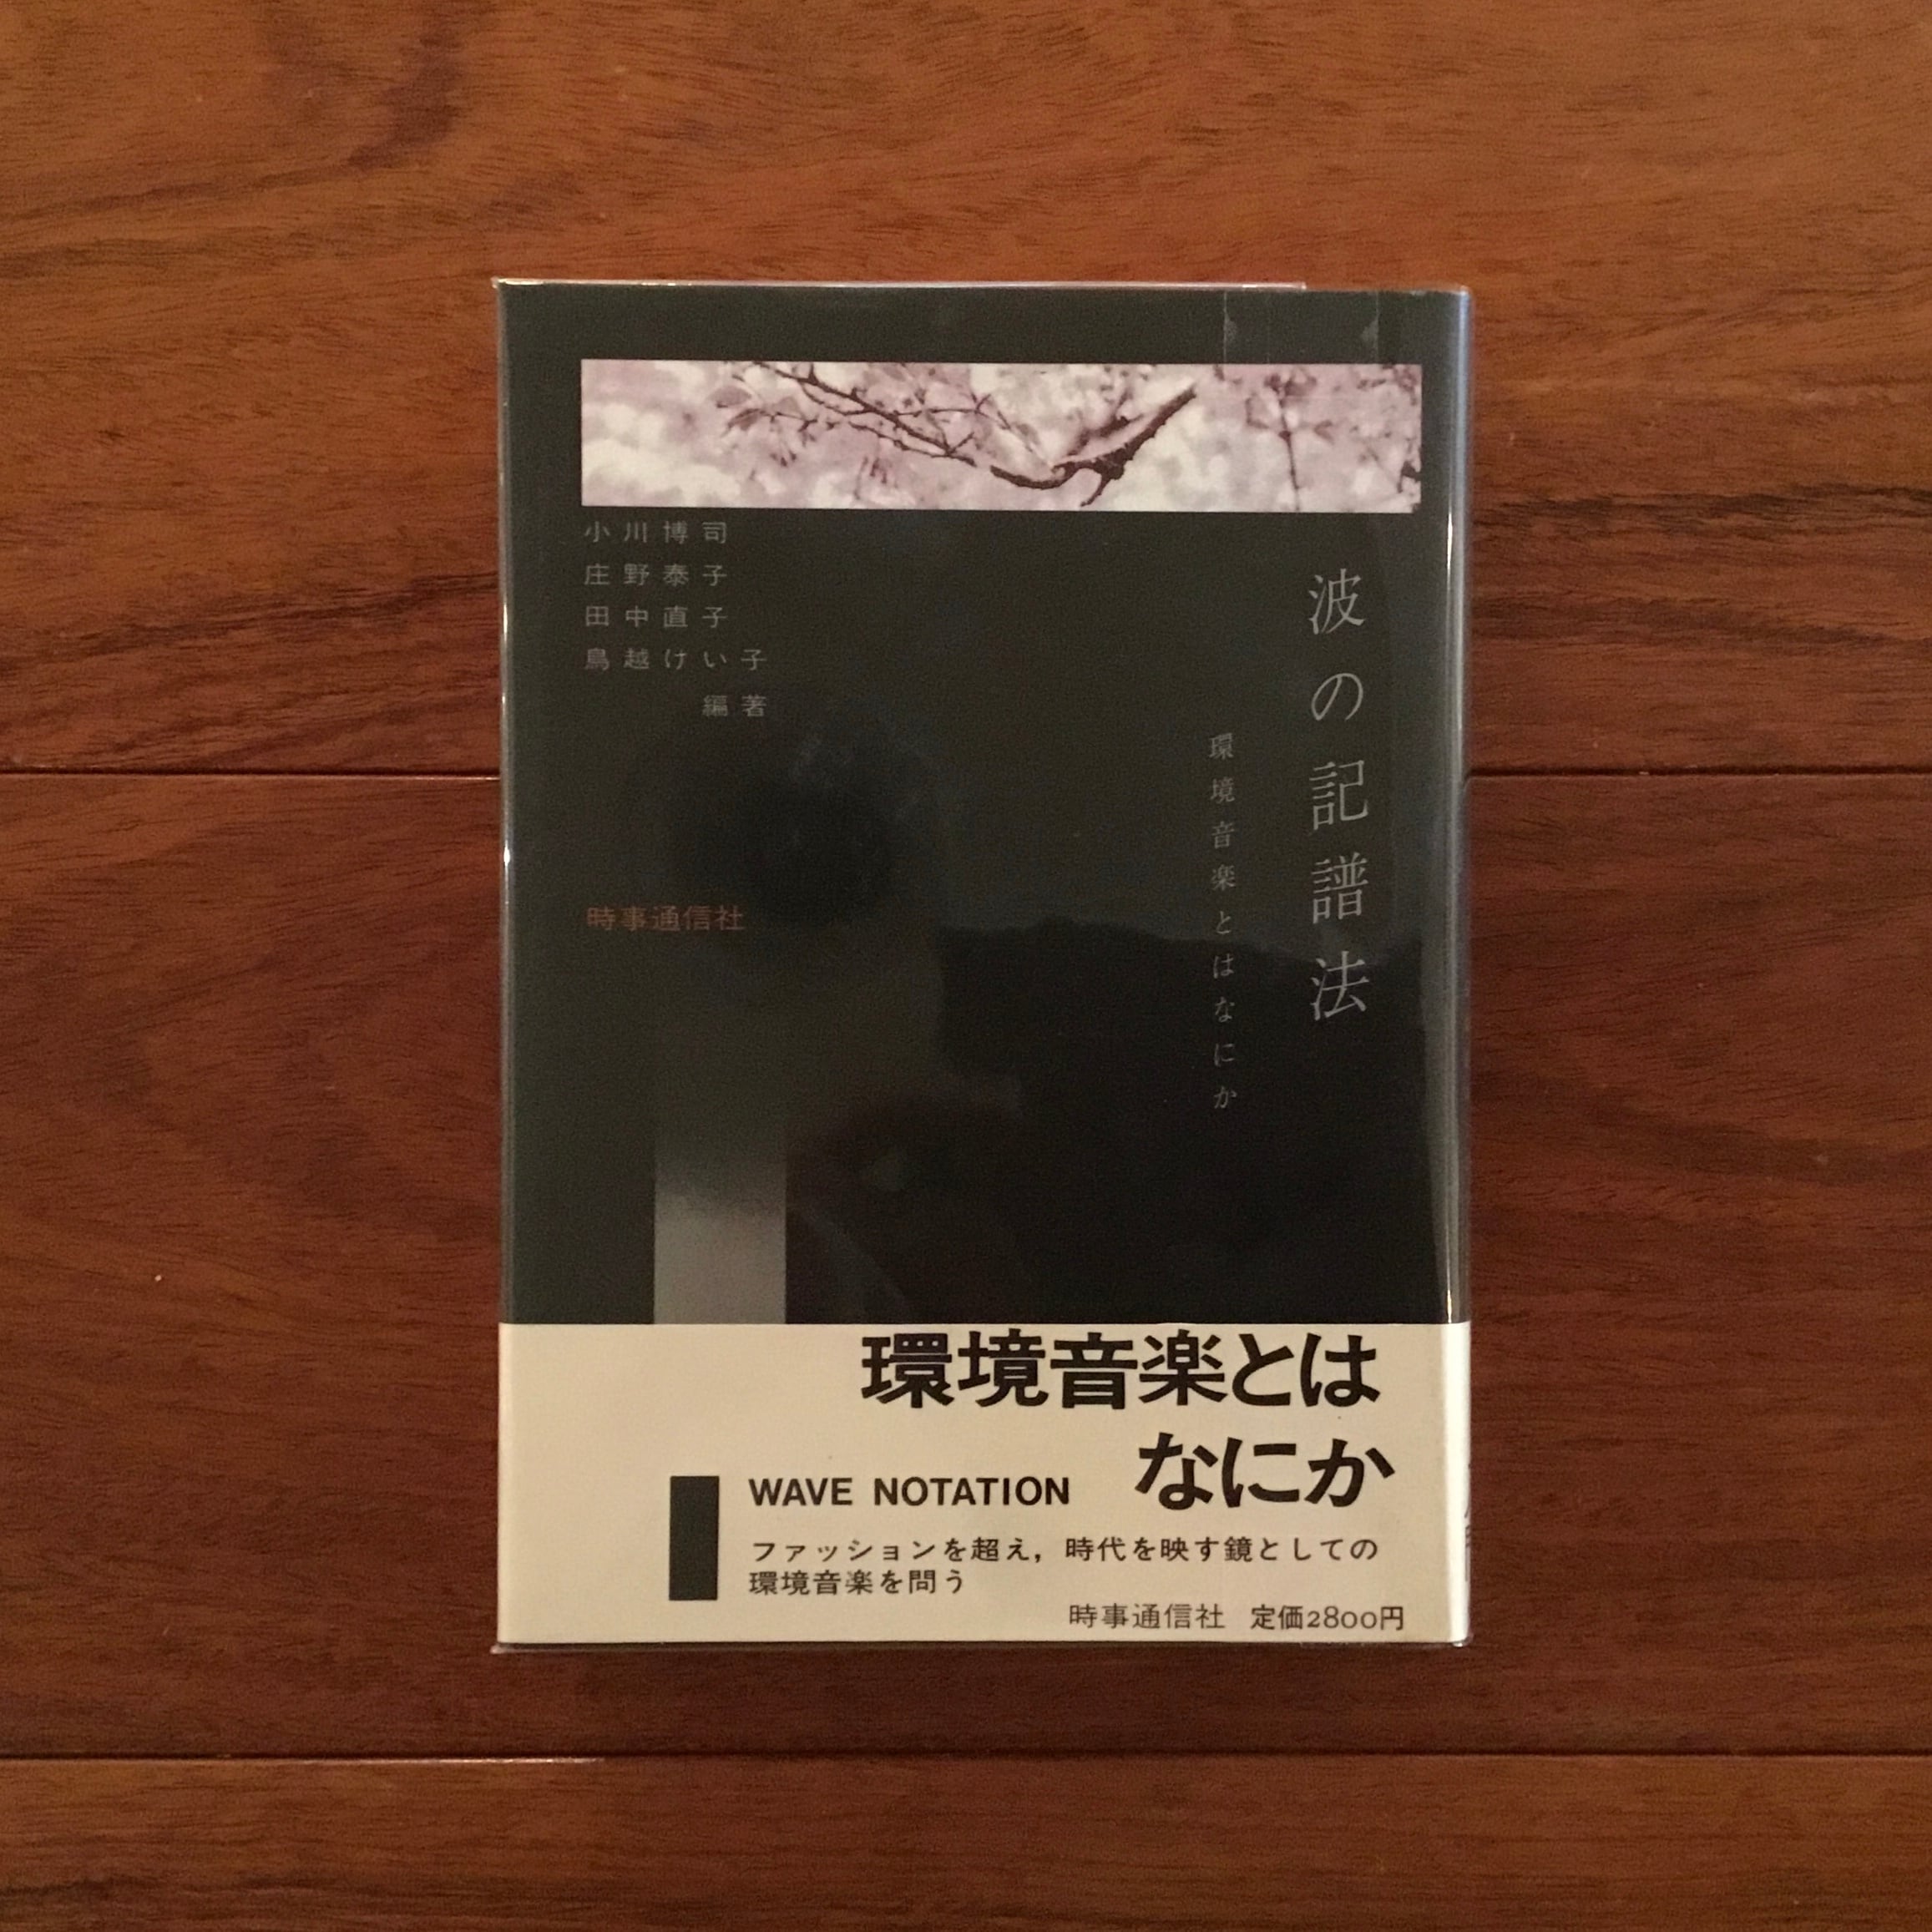 波の記譜法
環境音楽とはなにか
小川博司
庄野泰子
田中直子
鳥越けい子
編著
時事通信社
環境音楽とは
なにか
WAVE NOTATION
ファッションを超え，時代を映す鏡としての
環境音楽を問う
時事通信社 定価2800円